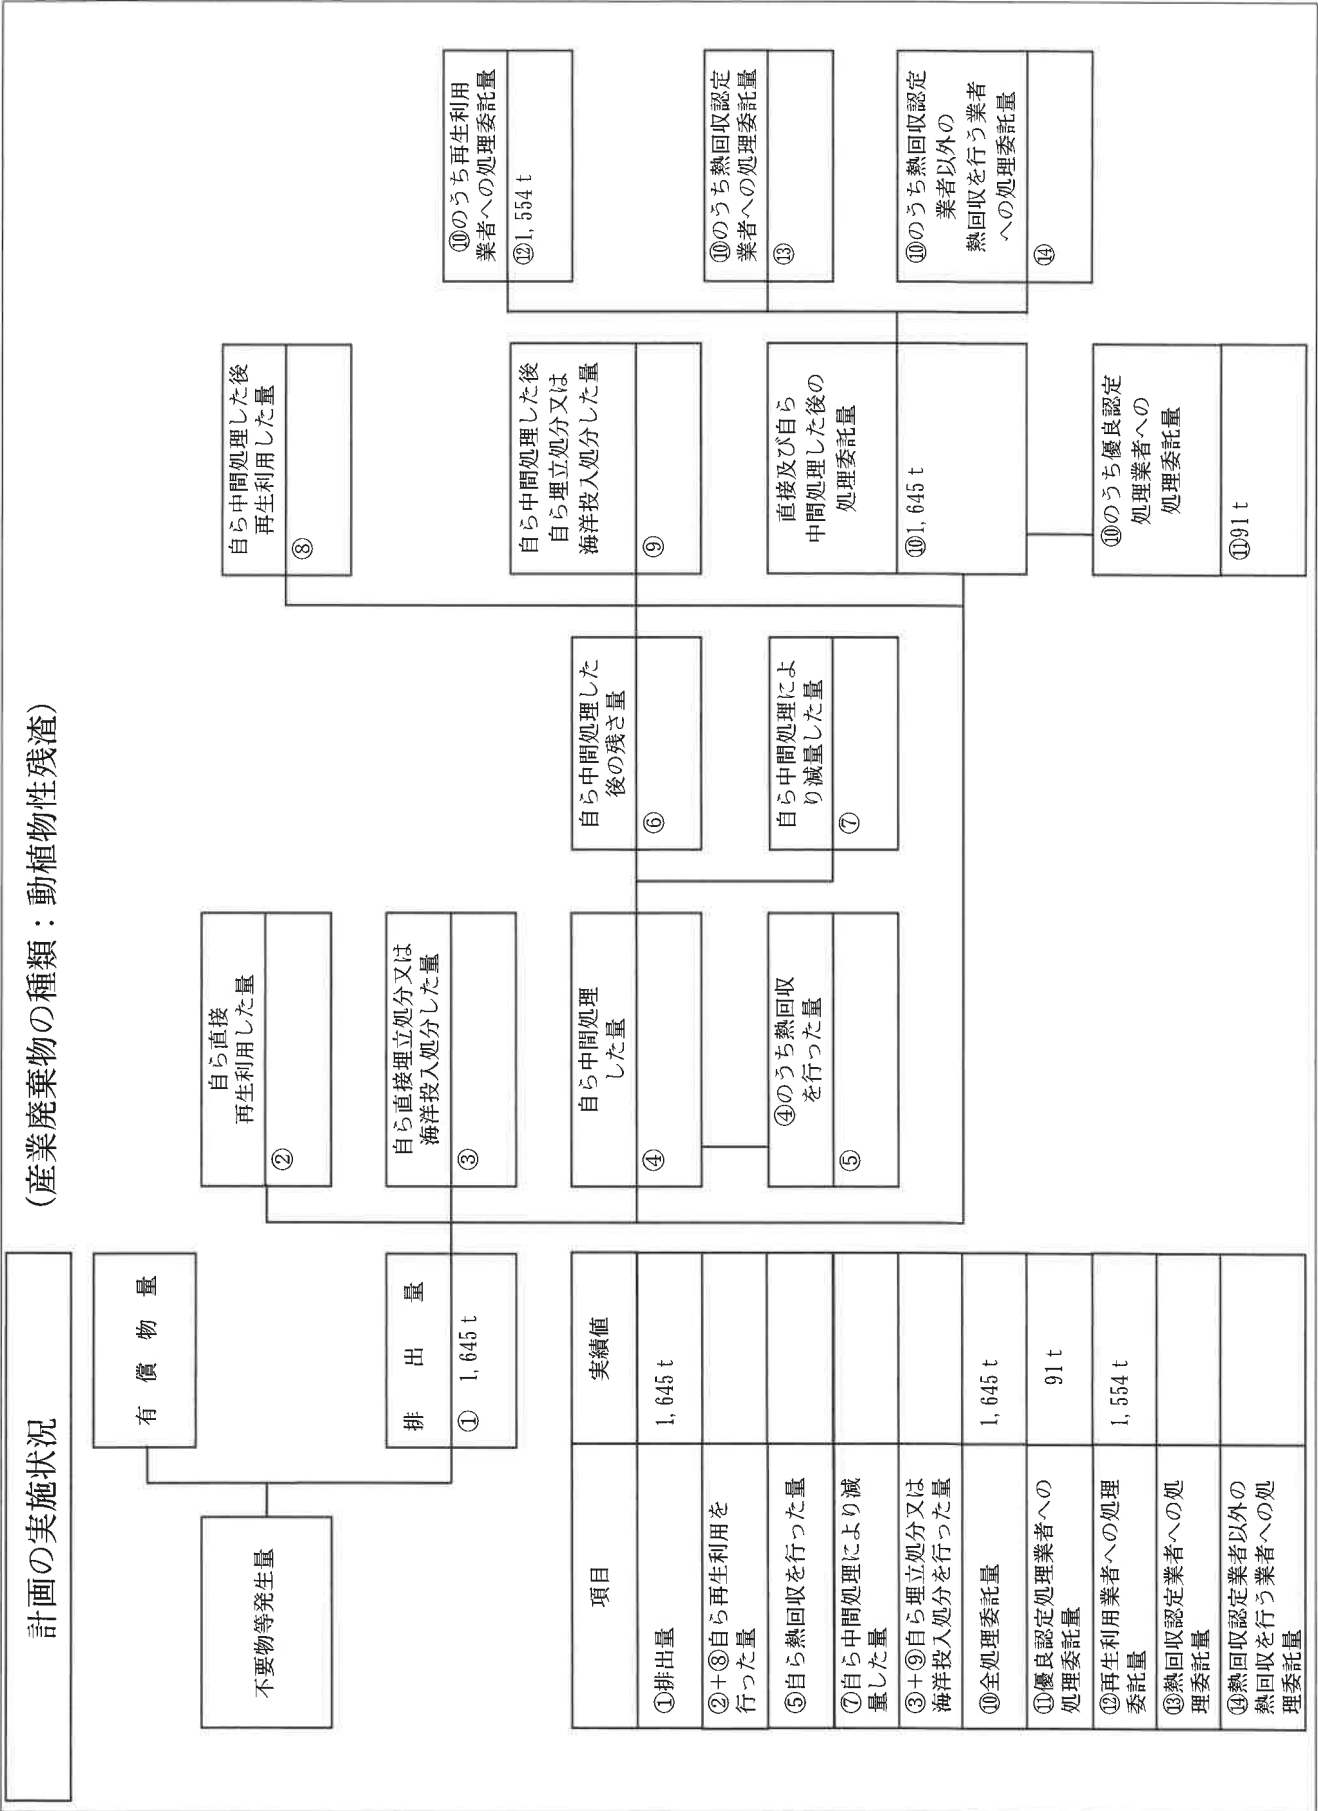 計画の実施状況
(産業廃棄物の種類：動植物性残渣)
不要物等発生量
有償物量
排出量
① 1,645t
自ら直接
再生利用した量
②
自ら直接埋立処分又は
海洋投入処分した量
③
自ら中間処理
した量
④
④のうち熱回収
を行った量
⑤
自ら中間処理した
後の残さ量
⑥
自ら中間処理によ
り減量した量
⑦
自ら中間処理した後
再生利用した量
⑧
自ら中間処理した後
自ら埋立処分又は
海洋投入処分した量
⑨
直接及び自ら
中間処理した後の
処理委託量
⑩1,645t
⑩のうち優良認定
処理業者への
処理委託量
⑪91t
⑩のうち再生利用
業者への処理委託量
⑫1,554t
⑩のうち熱回収認定
業者への処理委託量
⑬
⑩のうち熱回収認定
業者以外の
熱回収を行う業者
への処理委託量
⑭
項目 実績値
①排出量 1,645t
②+⑧自ら再生利用を
行った量
⑤自ら熱回収を行った量
⑦自ら中間処理により減
量した量
③+⑨自ら埋立処分又は
海洋投入処分を行った量
⑩全処理委託量 1,645t
⑪優良認定処理業者への
処理委託量 91t
⑫再生利用業者への処理
委託量 1,554t
⑬熱回収認定業者への処
理委託量
⑭熱回収認定業者以外の
熱回収を行う業者への処
理委託量